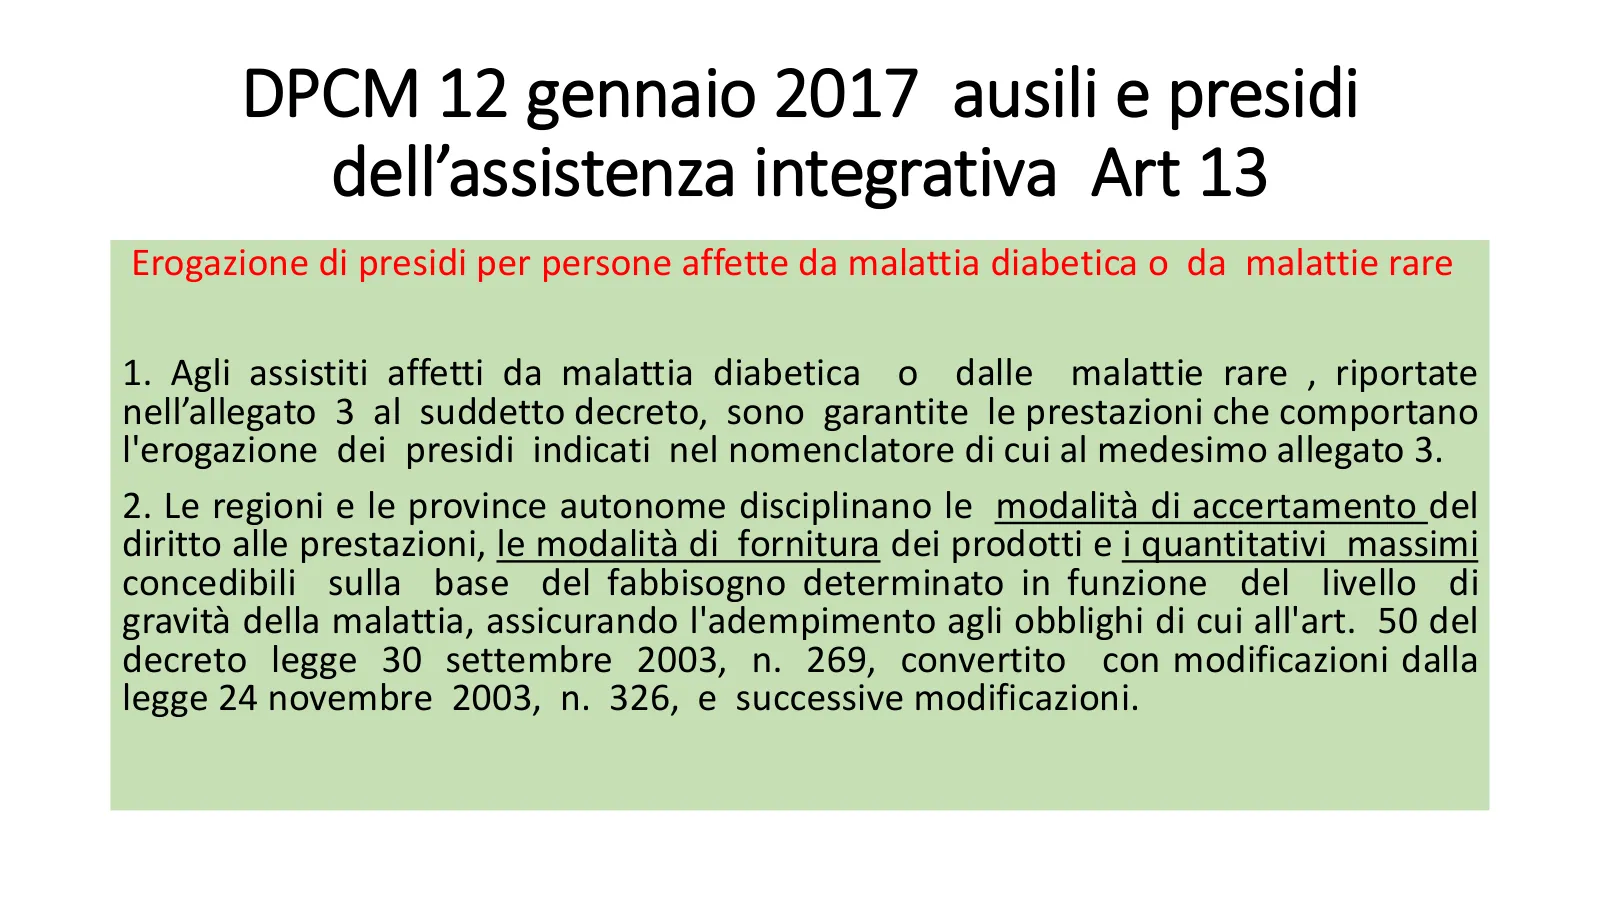 DPCM 12 gennaio 2017  ausili e presidi
dell’assistenza integrativa  Art 13
Erogazione di presidi per persone affette da malattia diabetica o  da  malattie rare
1. Agli assistiti affetti da malattia diabetica o dalle malattie rare , riportate
nell’allegato 3 al suddetto decreto, sono garantite le prestazioni che comportano
l'erogazione dei presidi indicati nel nomenclatore di cui al medesimo allegato 3.
2. Le regioni e le province autonome disciplinano le modalità di accertamento del
diritto alle prestazioni, le modalità di fornitura dei prodotti e i quantitativi massimi
concedibili sulla base del fabbisogno determinato in funzione del livello di
gravità della malattia, assicurando l'adempimento agli obblighi di cui all'art. 50 del
decreto legge 30 settembre 2003, n. 269, convertito con modificazioni dalla
legge 24 novembre 2003, n. 326, e successive modificazioni.